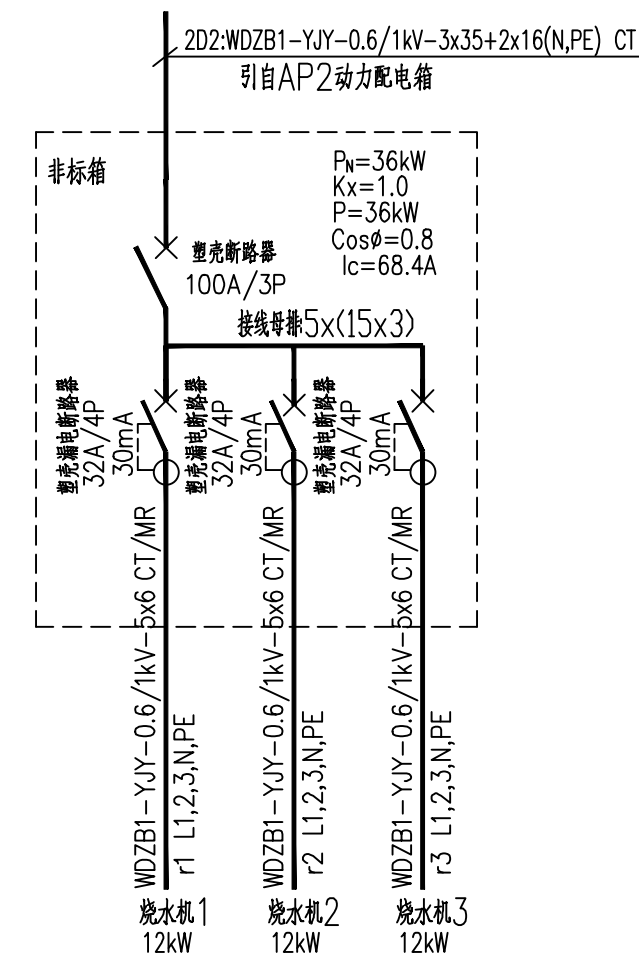 2D2:WDZB1-YJY-0.6/1kV-3x35+2x16(N,PE) CT
引自AP2动力配电箱
非标箱
PN=36kW
Kx=1.0
P=36kW
CosØ=0.8
Ic=68.4A
塑壳断路器
100A/3P
接线母排5x(15x3)
塑壳漏电断路器
32A/4P
30mA
塑壳漏电断路器
32A/4P
30mA
塑壳漏电断路器
32A/4P
30mA
WDZB1-YJY-0.6/1kV-5x6 CT/MR
r1 L1,2,3,N,PE
WDZB1-YJY-0.6/1kV-5x6 CT/MR
r2 L1,2,3,N,PE
WDZB1-YJY-0.6/1kV-5x6 CT/MR
r3 L1,2,3,N,PE
烧水机1
12kW
烧水机2
12kW
烧水机3
12kW